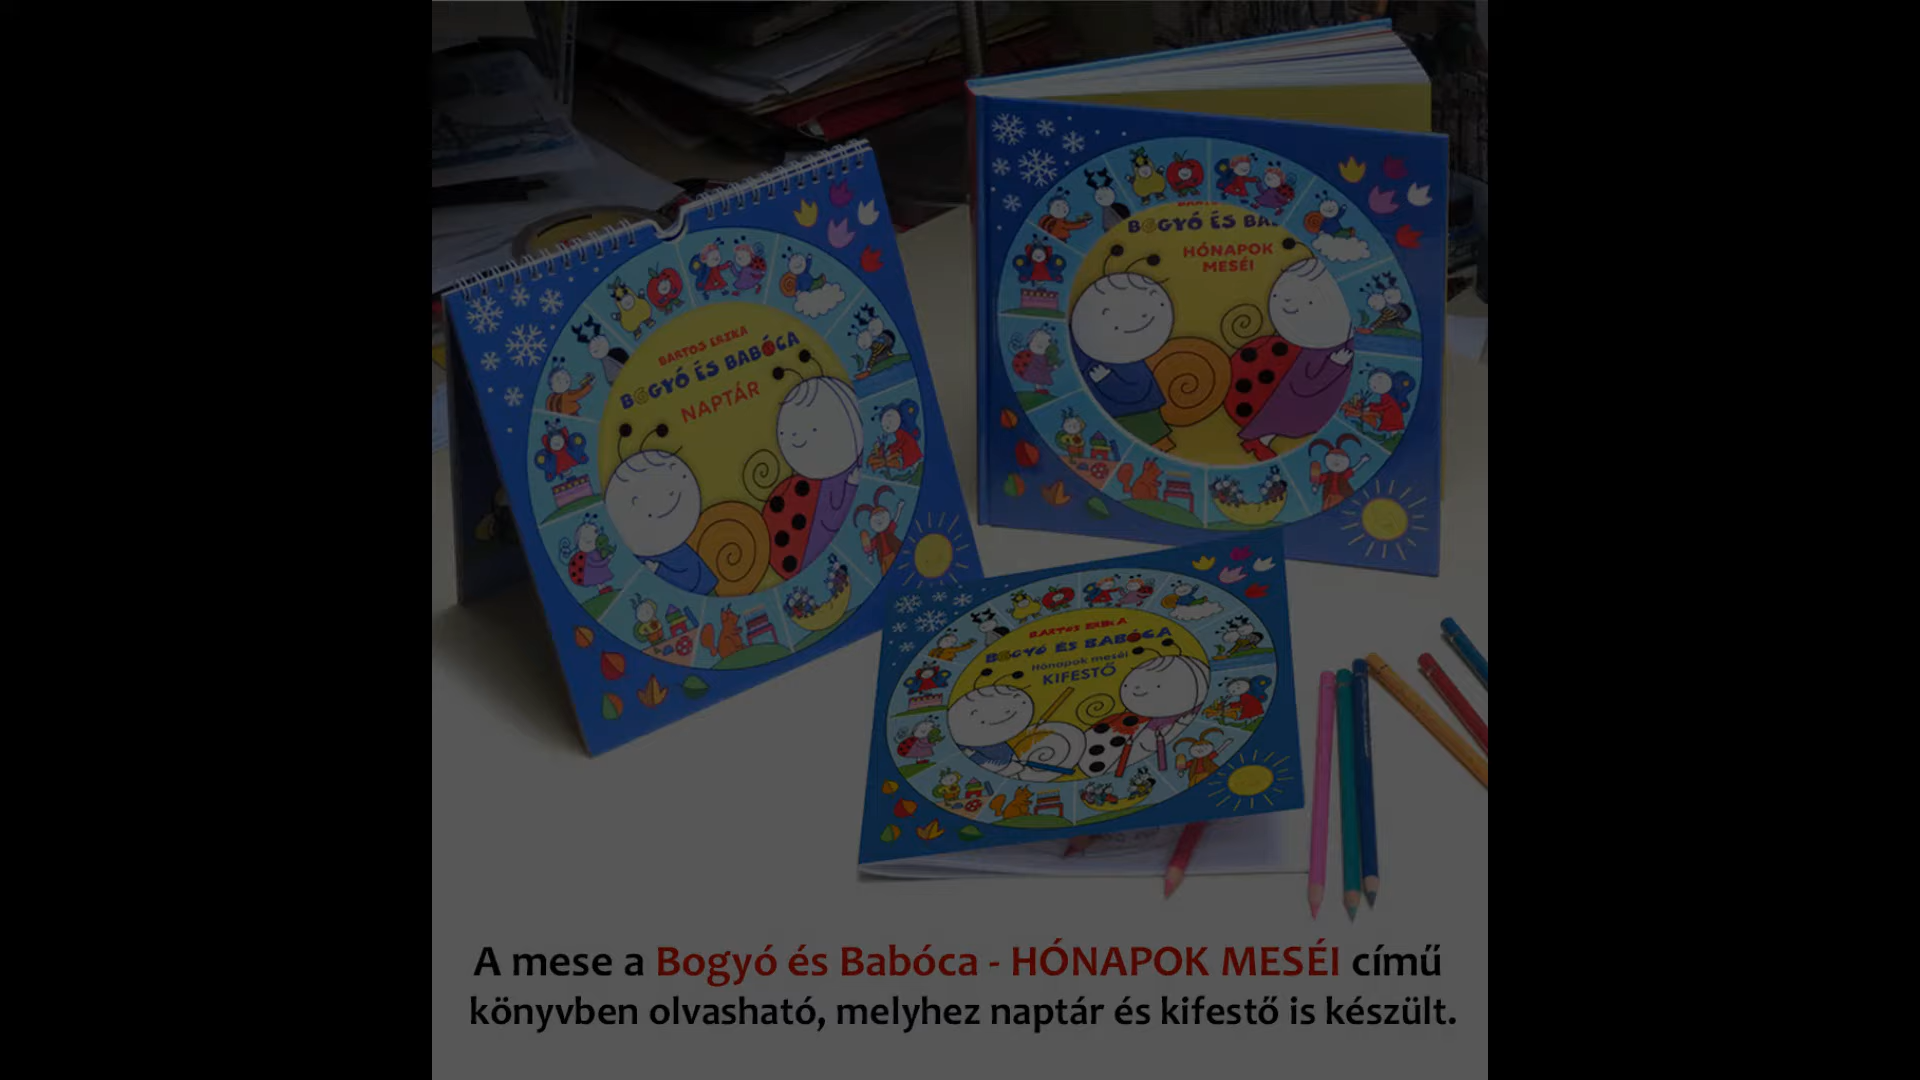 BARTOS ERIKA
BOGYÓ ÉS BABÓCA
NAPTÁR
BOGYÓ ÉS BA
HÓNAPOK
MESÉI
BARTOS ERIKA
BOGYÓ ÉS BABÓCA
Hónapok meséi
KIFESTŐ
A mese a Bogyó és Babóca - HÓNAPOK MESÉI című
könyvben olvasható, melyhez naptár és kifestő is készült.